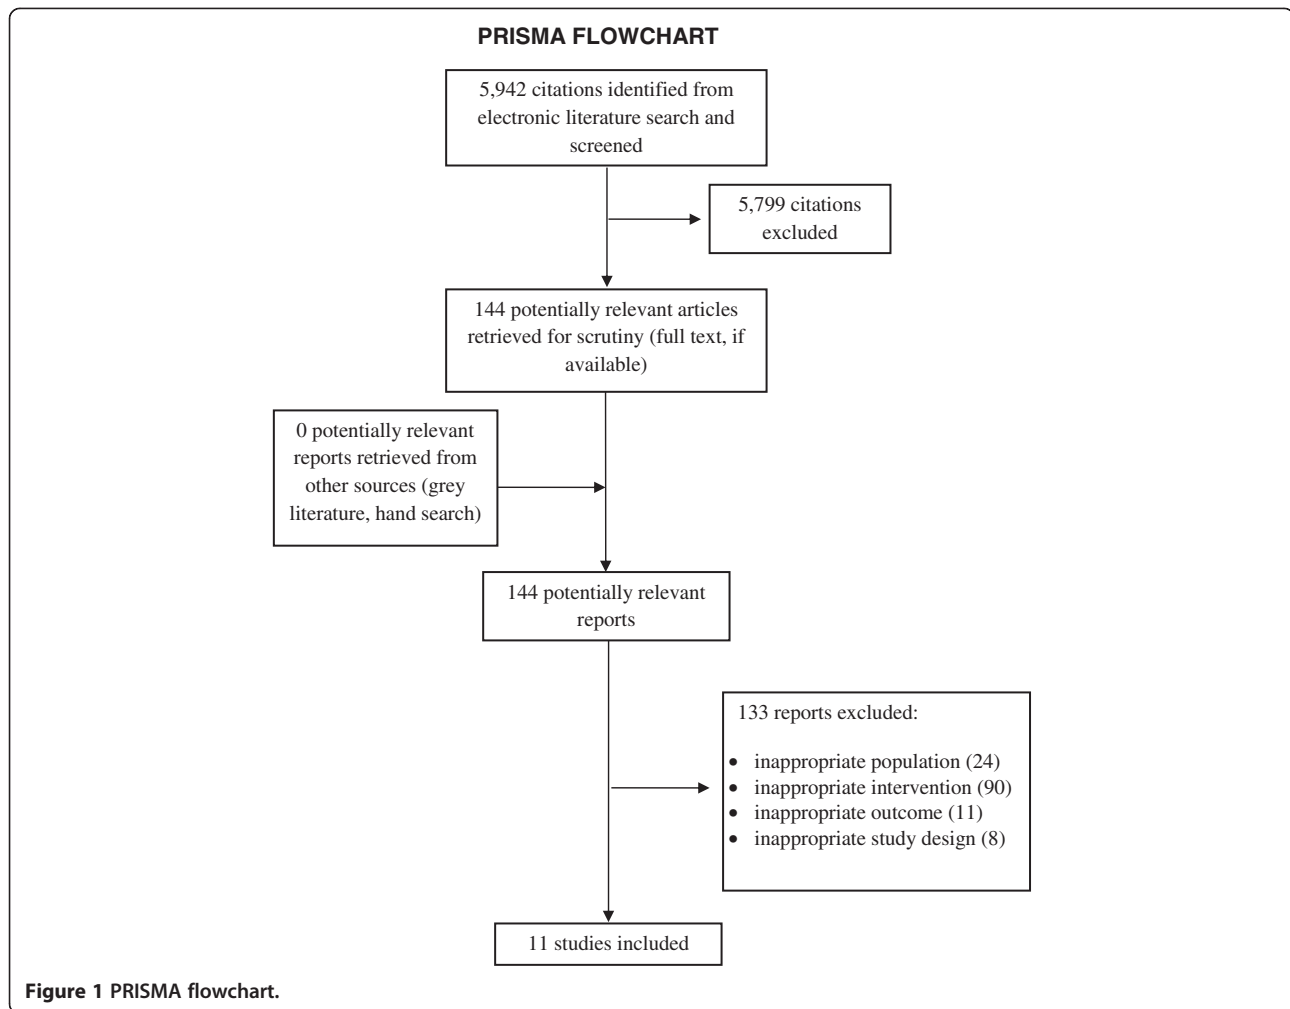 PRISMA FLOWCHART
5,942 citations identified from
electronic literature search and
screened
5,799 citations
excluded
144 potentially relevant articles
retrieved for scrutiny (full text, if
available)
0 potentially relevant
reports retrieved from
other sources (grey
literature, hand search)
144 potentially relevant
reports
133 reports excluded:
• inappropriate population (24)
• inappropriate intervention (90)
• inappropriate outcome (11)
• inappropriate study design (8)
11 studies included
Figure 1 PRISMA flowchart.